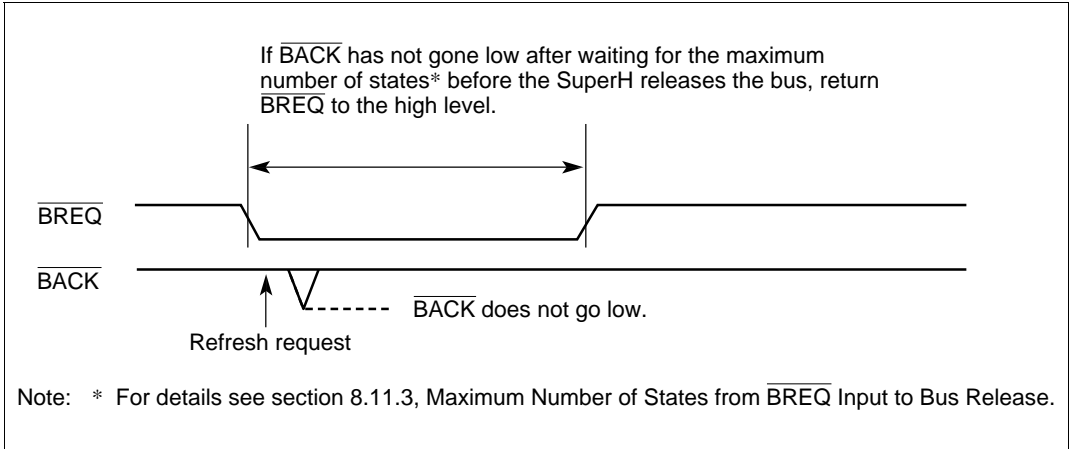 If BACK has not gone low after waiting for the maximum
number of states* before the SuperH releases the bus, return
BREQ to the high level.
BREQ
BACK
BACK does not go low.
Refresh request
Note: * For details see section 8.11.3, Maximum Number of States from BREQ Input to Bus Release.